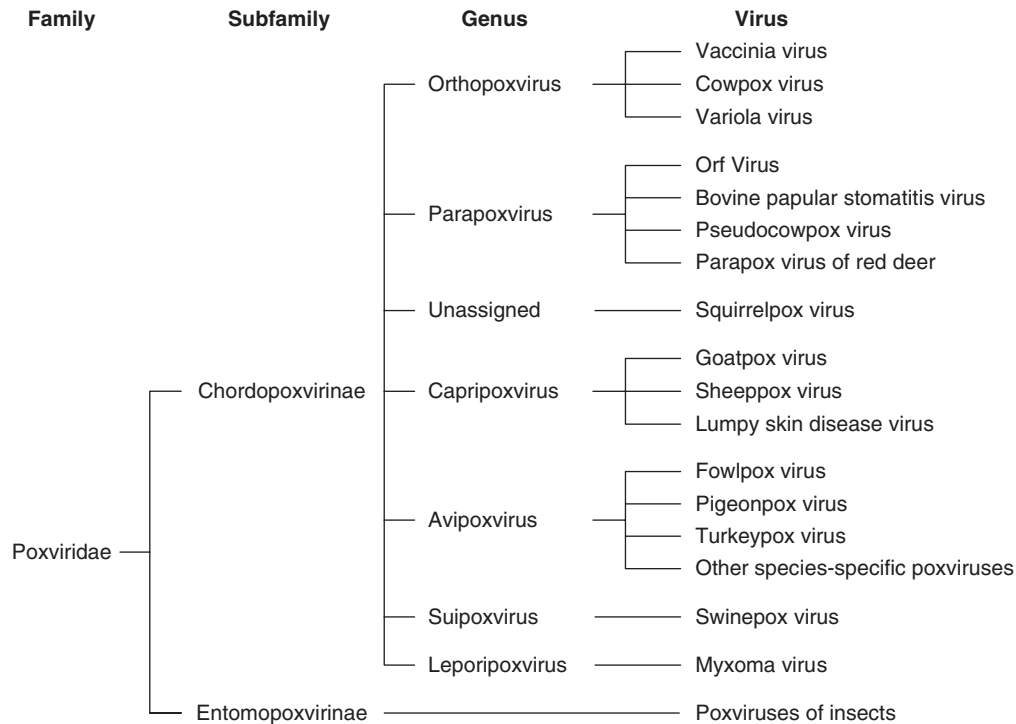 Family Subfamily Genus Virus
Vaccinia virus
Orthopoxvirus Cowpox virus
Variola virus
Orf Virus
Bovine papular stomatitis virus
Parapoxvirus
Pseudocowpox virus
Parapox virus of red deer
Unassigned Squirrelpox virus
Goatpox virus
Chordopoxvirinae Capripoxvirus Sheeppox virus
Lumpy skin disease virus
Fowlpox virus
Pigeonpox virus
Avipoxvirus
Turkeypox virus
Poxviridae
Other species-specific poxviruses
Suipoxvirus Swinepox virus
Leporipoxvirus Myxoma virus
Entomopoxvirinae Poxviruses of insects